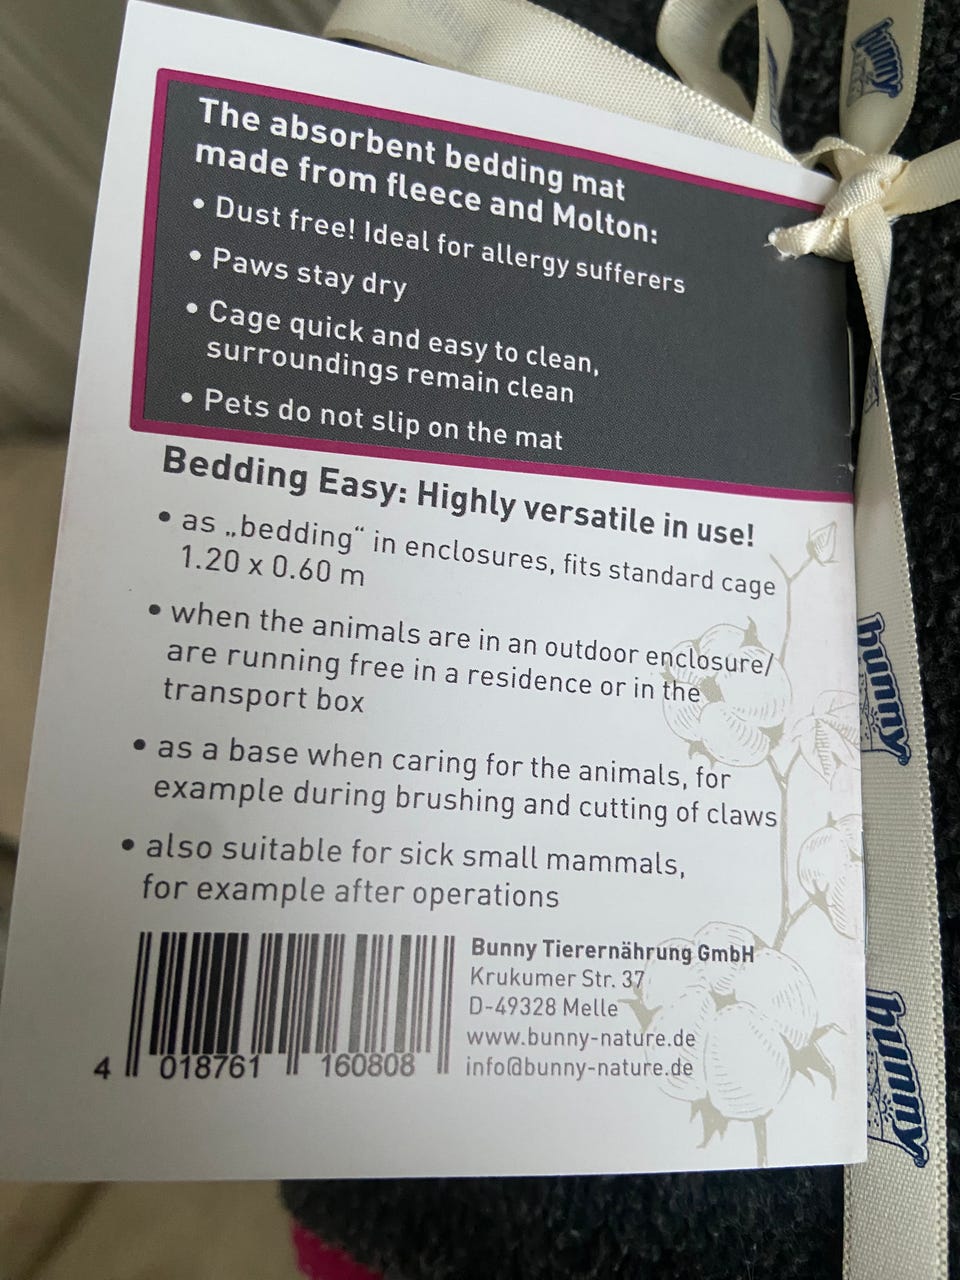 The absorbent bedding mat
made from fleece and Molton:
• Dust free! Ideal for allergy sufferers
• Paws stay dry
• Cage quick and easy to clean,
surroundings remain clean
• Pets do not slip on the mat
Bedding Easy: Highly versatile in use!
• as „bedding“ in enclosures, fits standard cage
1.20 x 0.60 m
• when the animals are in an outdoor enclosure/
are running free in a residence or in the
transport box
• as a base when caring for the animals, for
example during brushing and cutting of claws
• also suitable for sick small mammals,
for example after operations
Bunny Tierernährung GmbH
Krukumer Str. 37
D-49328 Melle
www.bunny-nature.de
info@bunny-nature.de
4 018761 160808
bunny
bunny
bunny